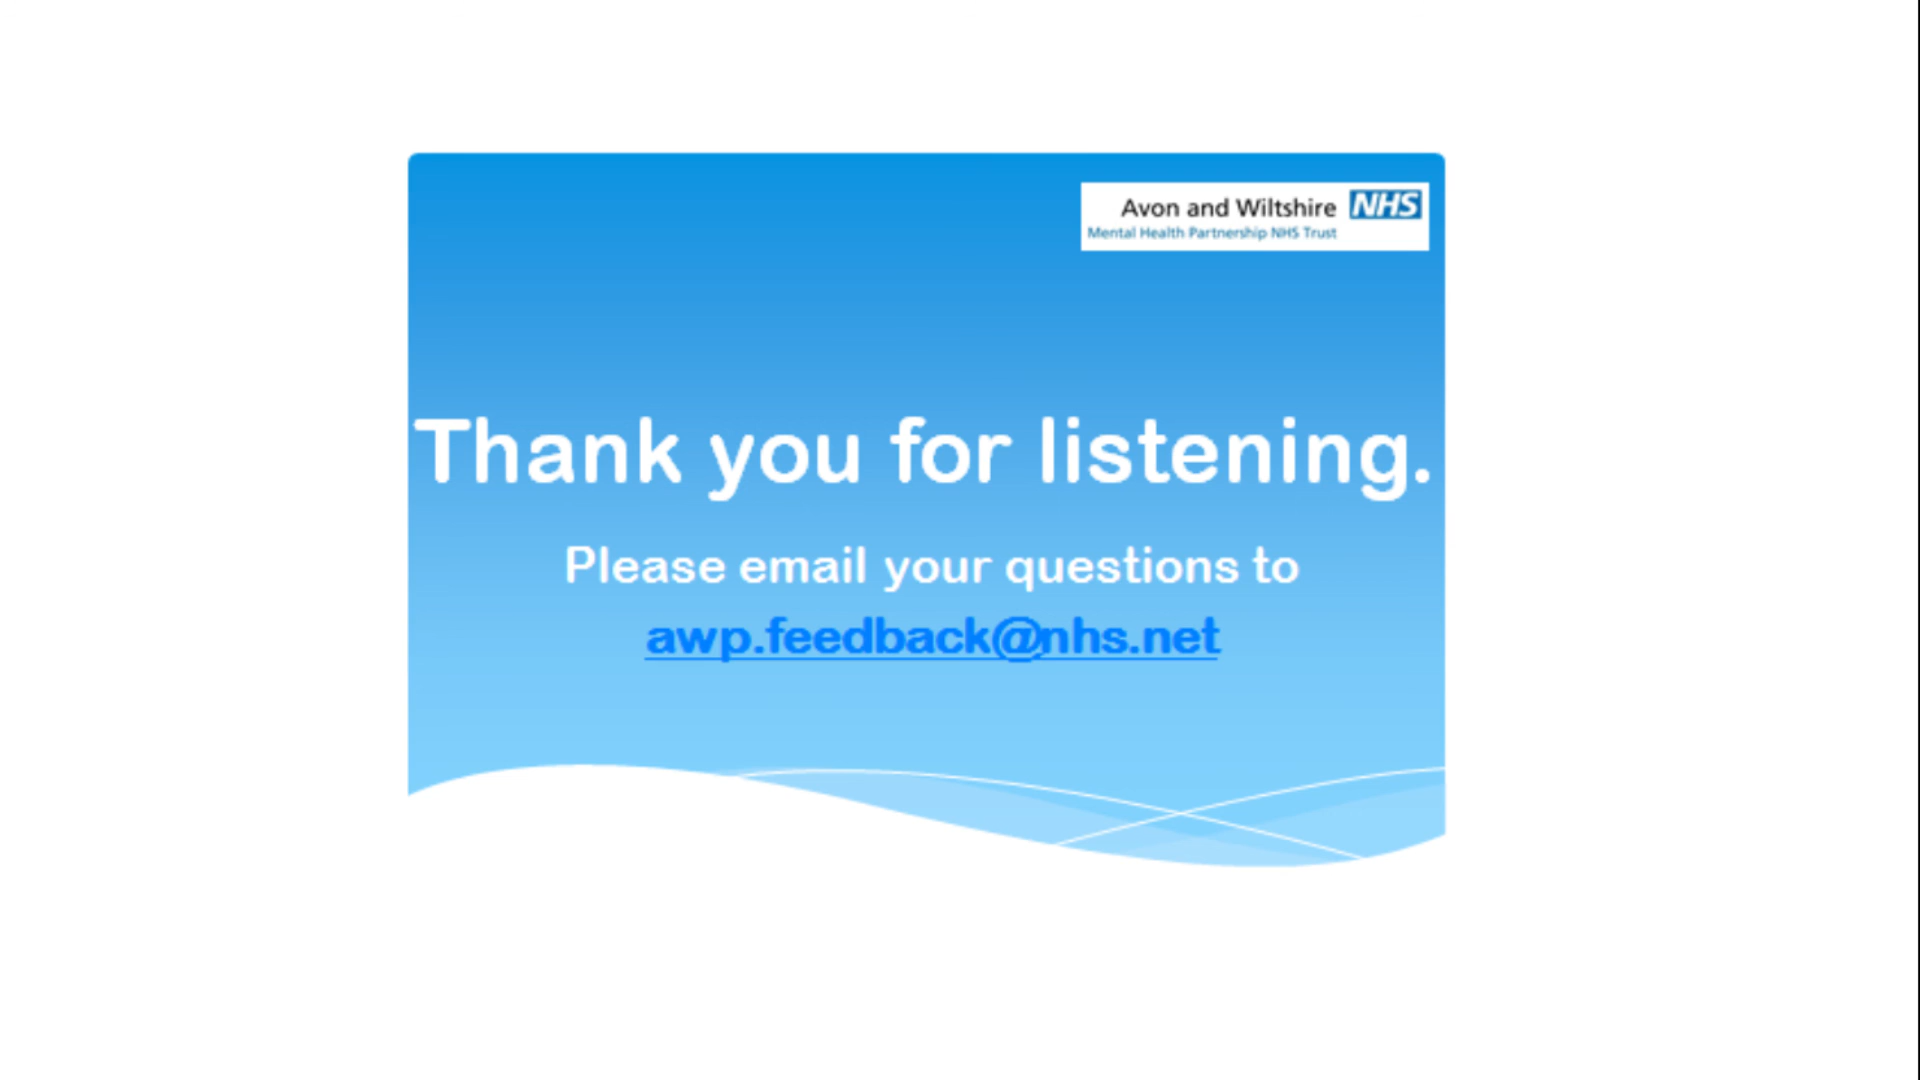 Avon and Wiltshire NHS
Mental Health Partnership NHS Trust
Thank you for listening.
Please email your questions to
awp.feedback@nhs.net